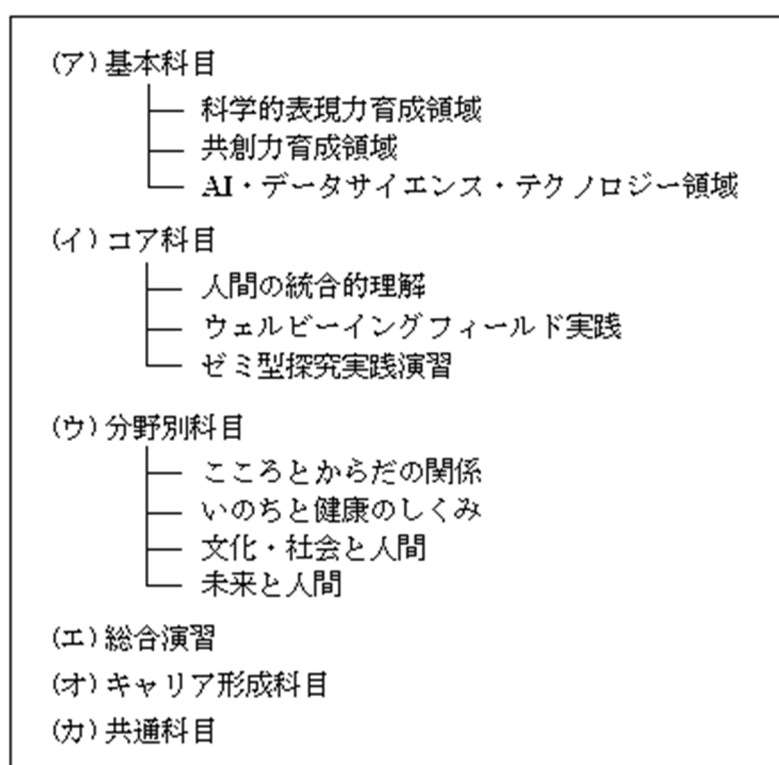 (ア) 基本科目
科学的表現力育成領域
共創力育成領域
AI・データサイエンス・テクノロジー領域
(イ) コア科目
人間の統合的理解
ウェルビーイングフィールド実践
ゼミ型探究実践演習
(ウ) 分野別科目
こころとからだの関係
いのちと健康のしくみ
文化・社会と人間
未来と人間
(エ) 総合演習
(オ) キャリア形成科目
(カ) 共通科目